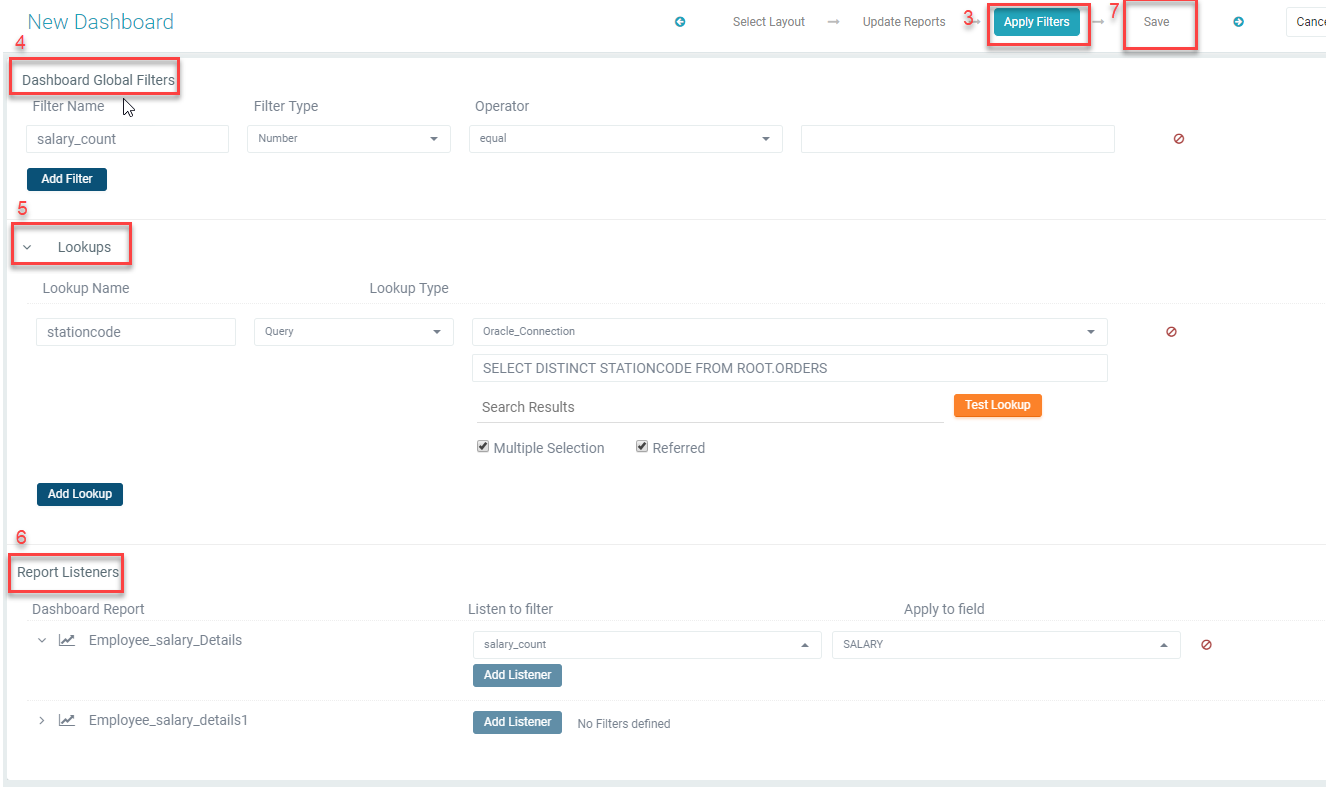 New Dashboard
Select Layout → Update Reports 3 → Apply Filters → 7 Save
Cance
4
Dashboard Global Filters
Filter Name Filter Type Operator
salary_count Number equal
Add Filter
5
Lookups
Lookup Name Lookup Type
stationcode Query Oracle_Connection
SELECT DISTINCT STATIONCODE FROM ROOT.ORDERS
Search Results Test Lookup
Multiple Selection Referred
Add Lookup
6
Report Listeners
Dashboard Report Listen to filter Apply to field
Employee_salary_Details salary_count SALARY
Add Listener
Employee_salary_details1 Add Listener No Filters defined